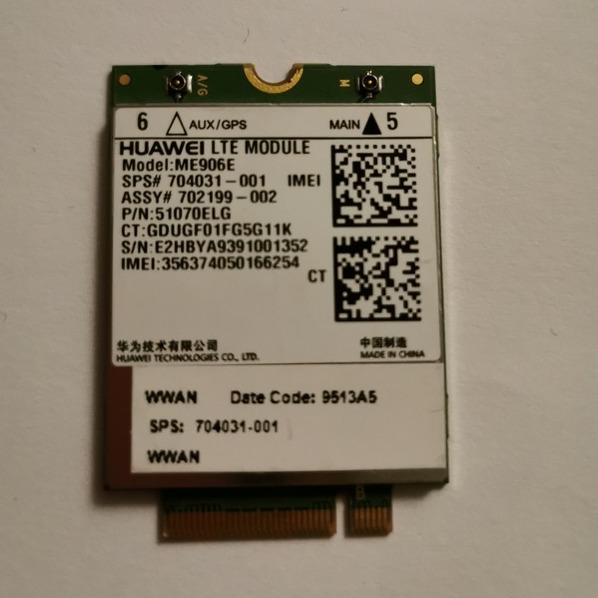 A/G M
6 △ AUX/GPS MAIN ▲ 5
HUAWEI LTE MODULE
Model:ME906E
SPS# 704031-001 IMEI
ASSY# 702199-002
P/N:51070ELG
CT:GDUGF01FG5G11K
S/N:E2HBYA9391001352
IMEI:356374050166254
CT
华为技术有限公司 中国制造
HUAWEI TECHNOLOGIES CO., LTD. MADE IN CHINA
WWAN Date Code: 9513A5
SPS: 704031-001
WWAN